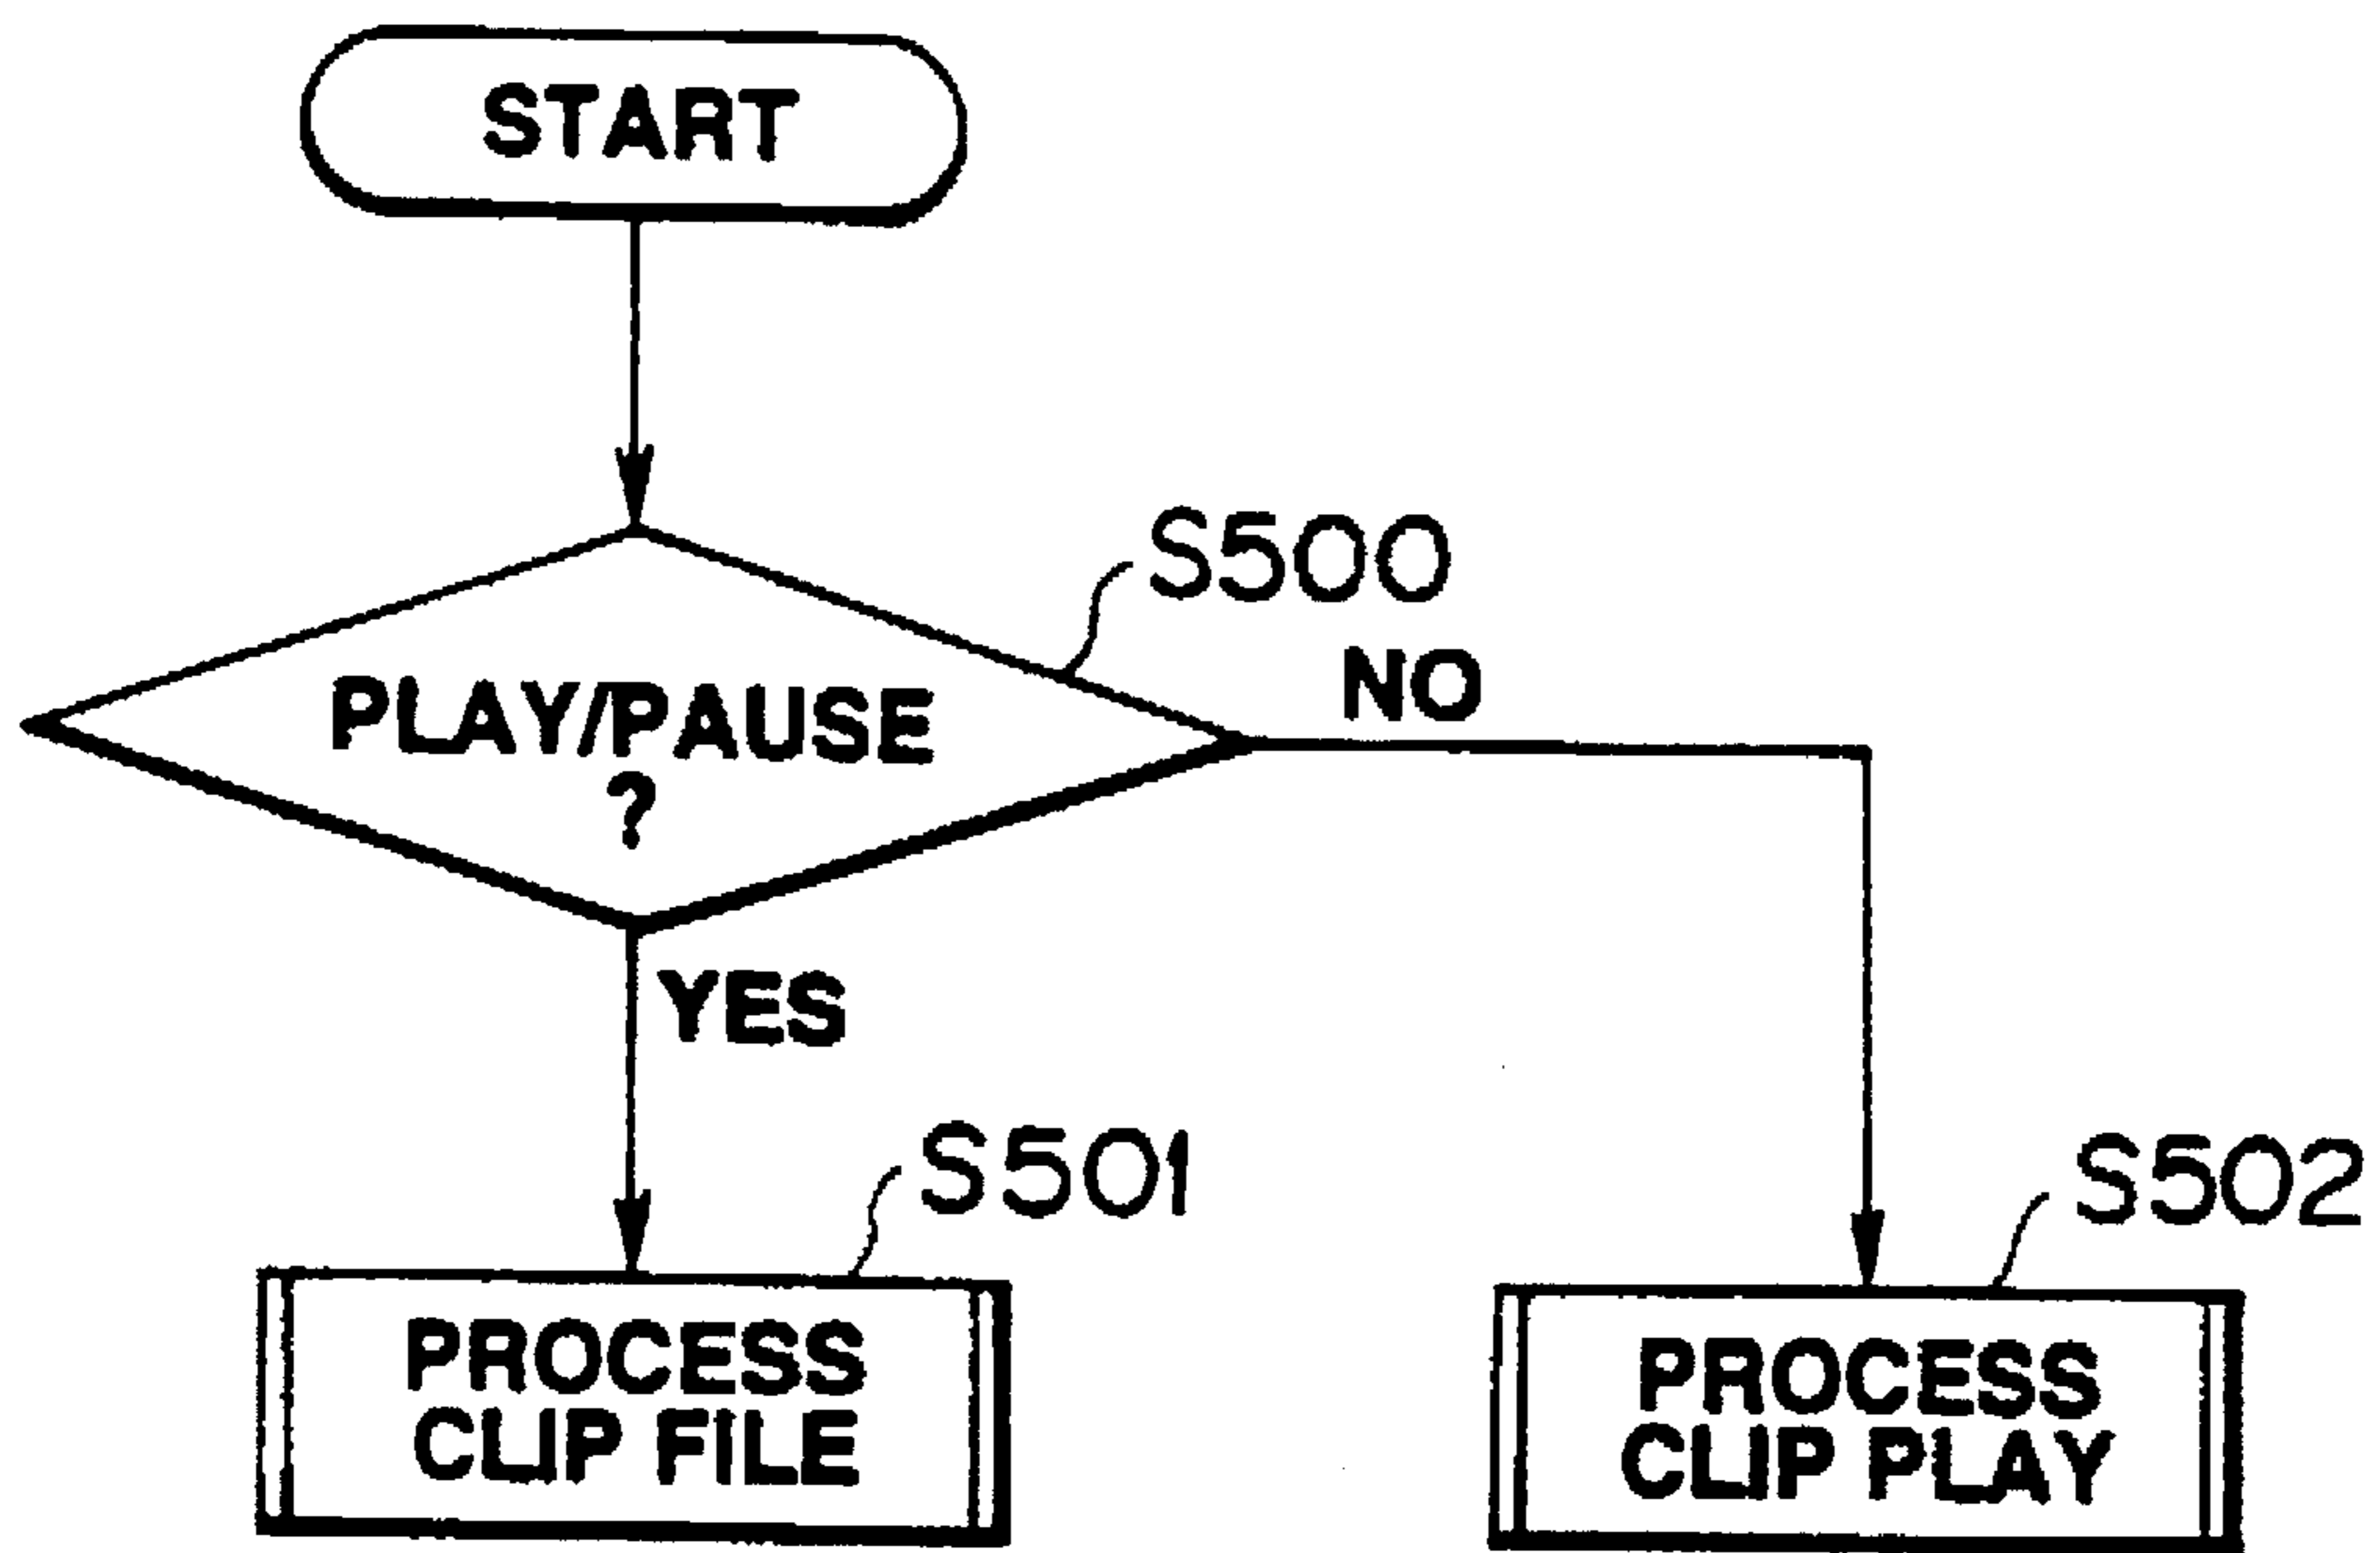 START
S500
PLAY/PAUSE
?
NO
YES
S501
S502
PROCESS
CLIP FILE
PROCESS
CLIP PLAY